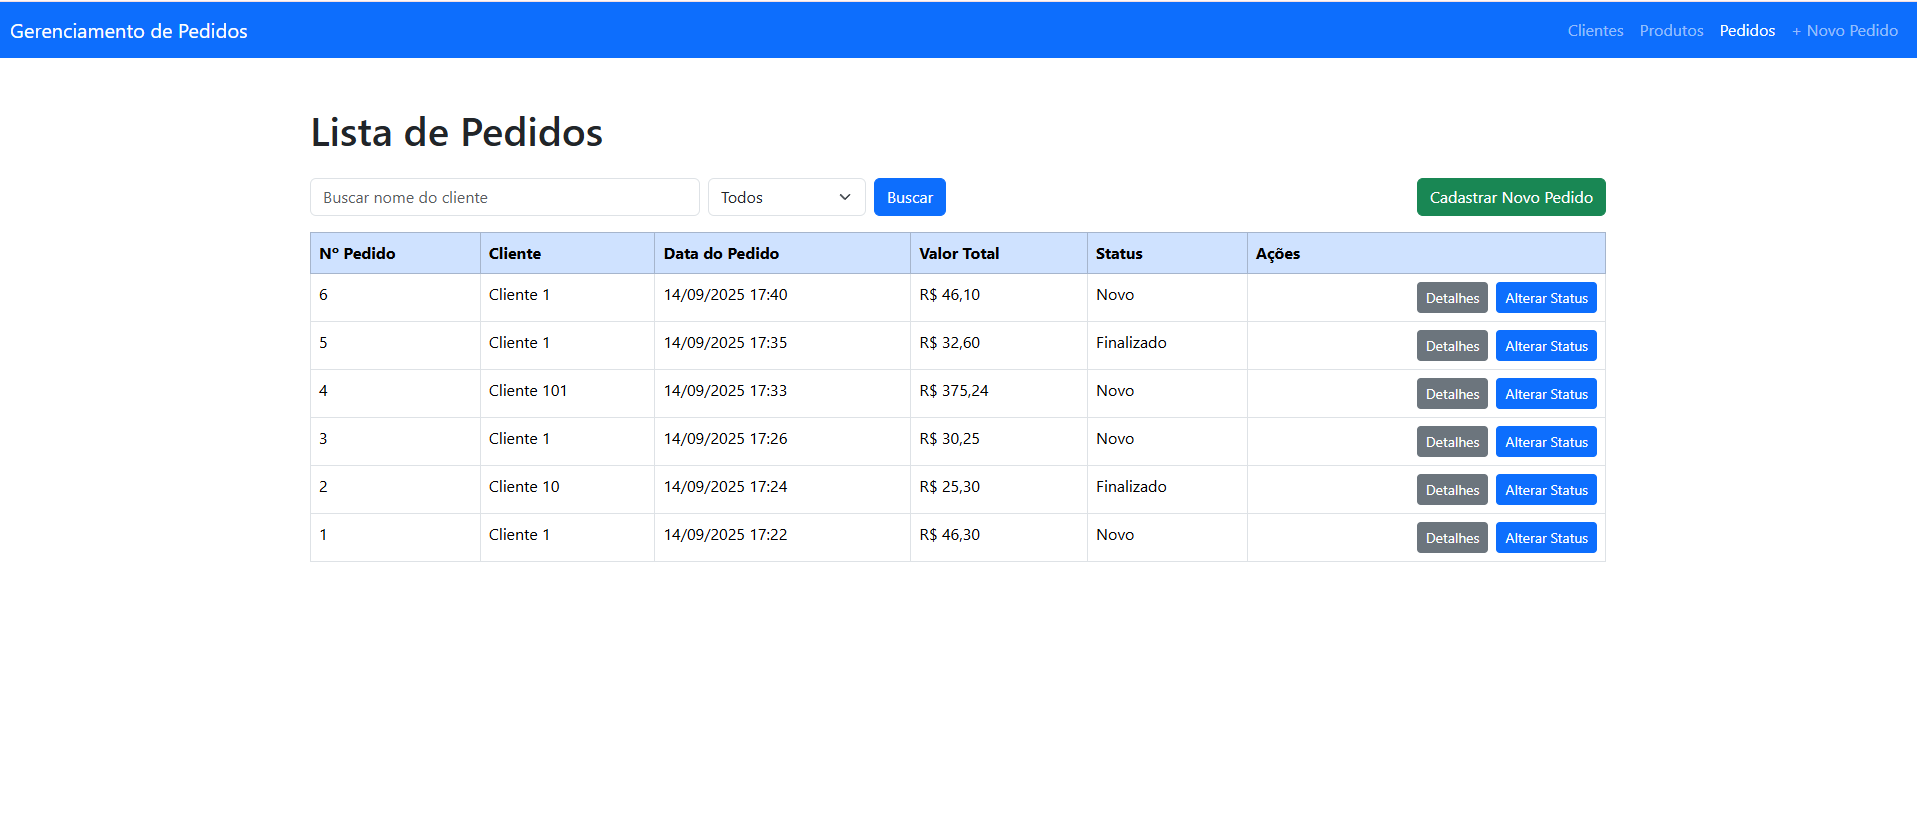 Gerenciamento de Pedidos Clientes Produtos Pedidos + Novo Pedido
Lista de Pedidos
Buscar nome do cliente Todos Buscar Cadastrar Novo Pedido
Nº Pedido Cliente Data do Pedido Valor Total Status Ações
6 Cliente 1 14/09/2025 17:40 R$ 46,10 Novo Detalhes Alterar Status
5 Cliente 1 14/09/2025 17:35 R$ 32,60 Finalizado Detalhes Alterar Status
4 Cliente 101 14/09/2025 17:33 R$ 375,24 Novo Detalhes Alterar Status
3 Cliente 1 14/09/2025 17:26 R$ 30,25 Novo Detalhes Alterar Status
2 Cliente 10 14/09/2025 17:24 R$ 25,30 Finalizado Detalhes Alterar Status
1 Cliente 1 14/09/2025 17:22 R$ 46,30 Novo Detalhes Alterar Status